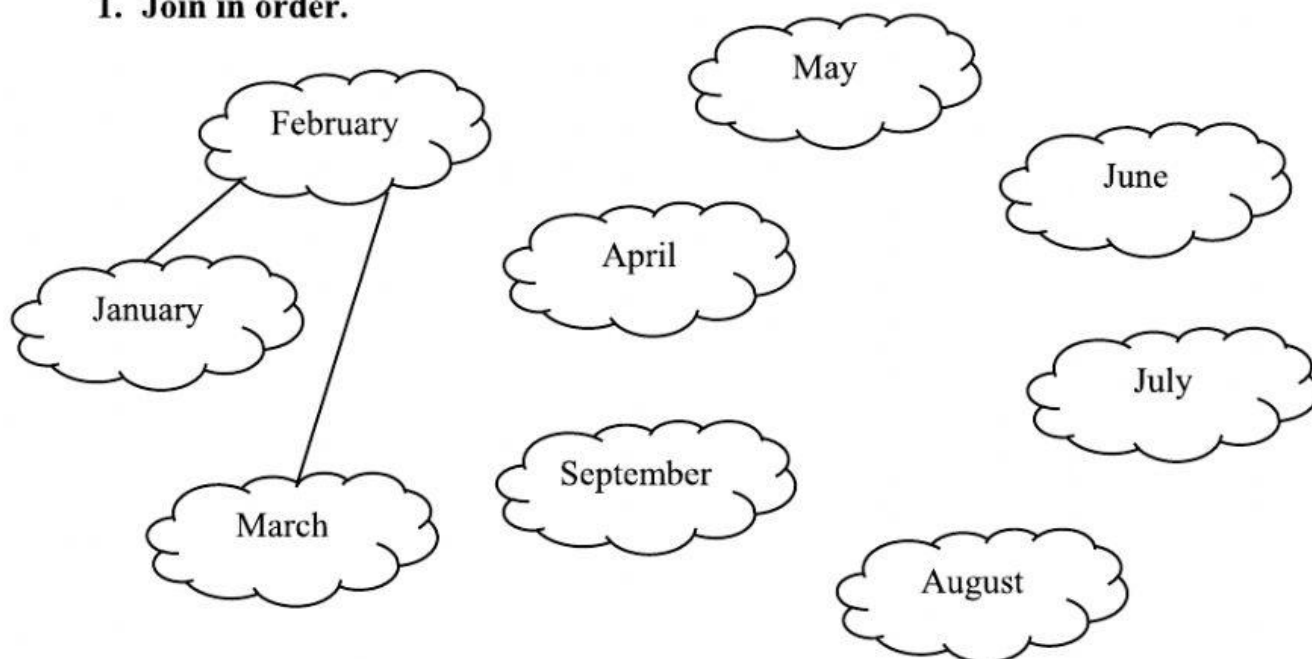 1. Join in order.
May
February
June
April
January
July
September
March
August